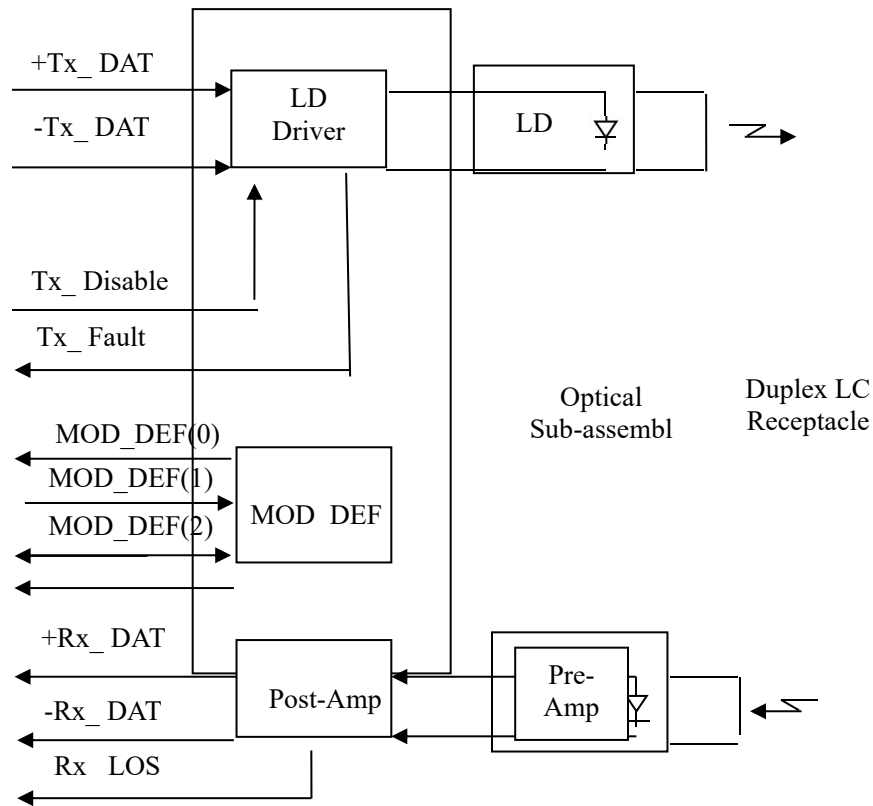 +Tx_ DAT
LD
Driver
-Tx_ DAT
LD
Tx_ Disable
Tx_ Fault
Optical
Sub-assembl
Duplex LC
Receptacle
MOD_DEF(0)
MOD_DEF(1)
MOD_DEF(2)
MOD DEF
+Rx_ DAT
Post-Amp
Pre-
Amp
-Rx_ DAT
Rx LOS